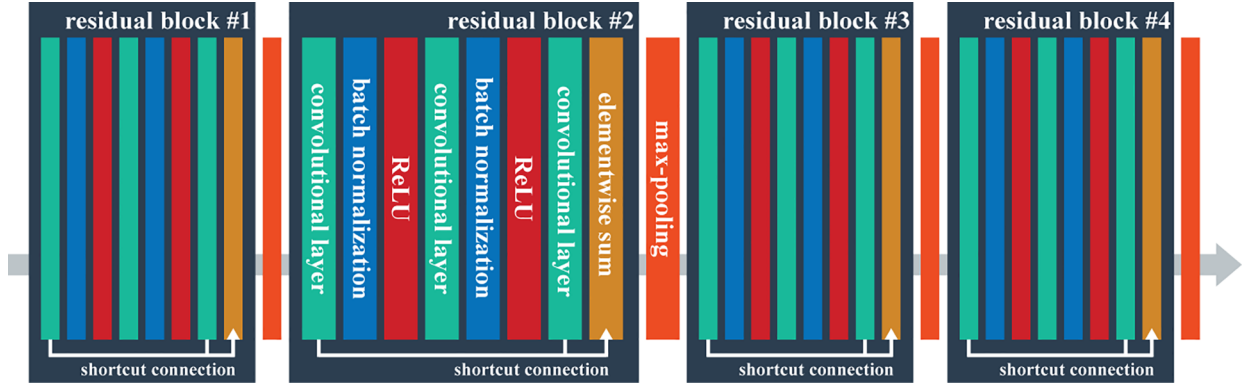 residual block #1
shortcut connection
residual block #2
convolutional layer
batch normalization
ReLU
convolutional layer
batch normalization
ReLU
convolutional layer
elementwise sum
shortcut connection
max-pooling
residual block #3
shortcut connection
residual block #4
shortcut connection